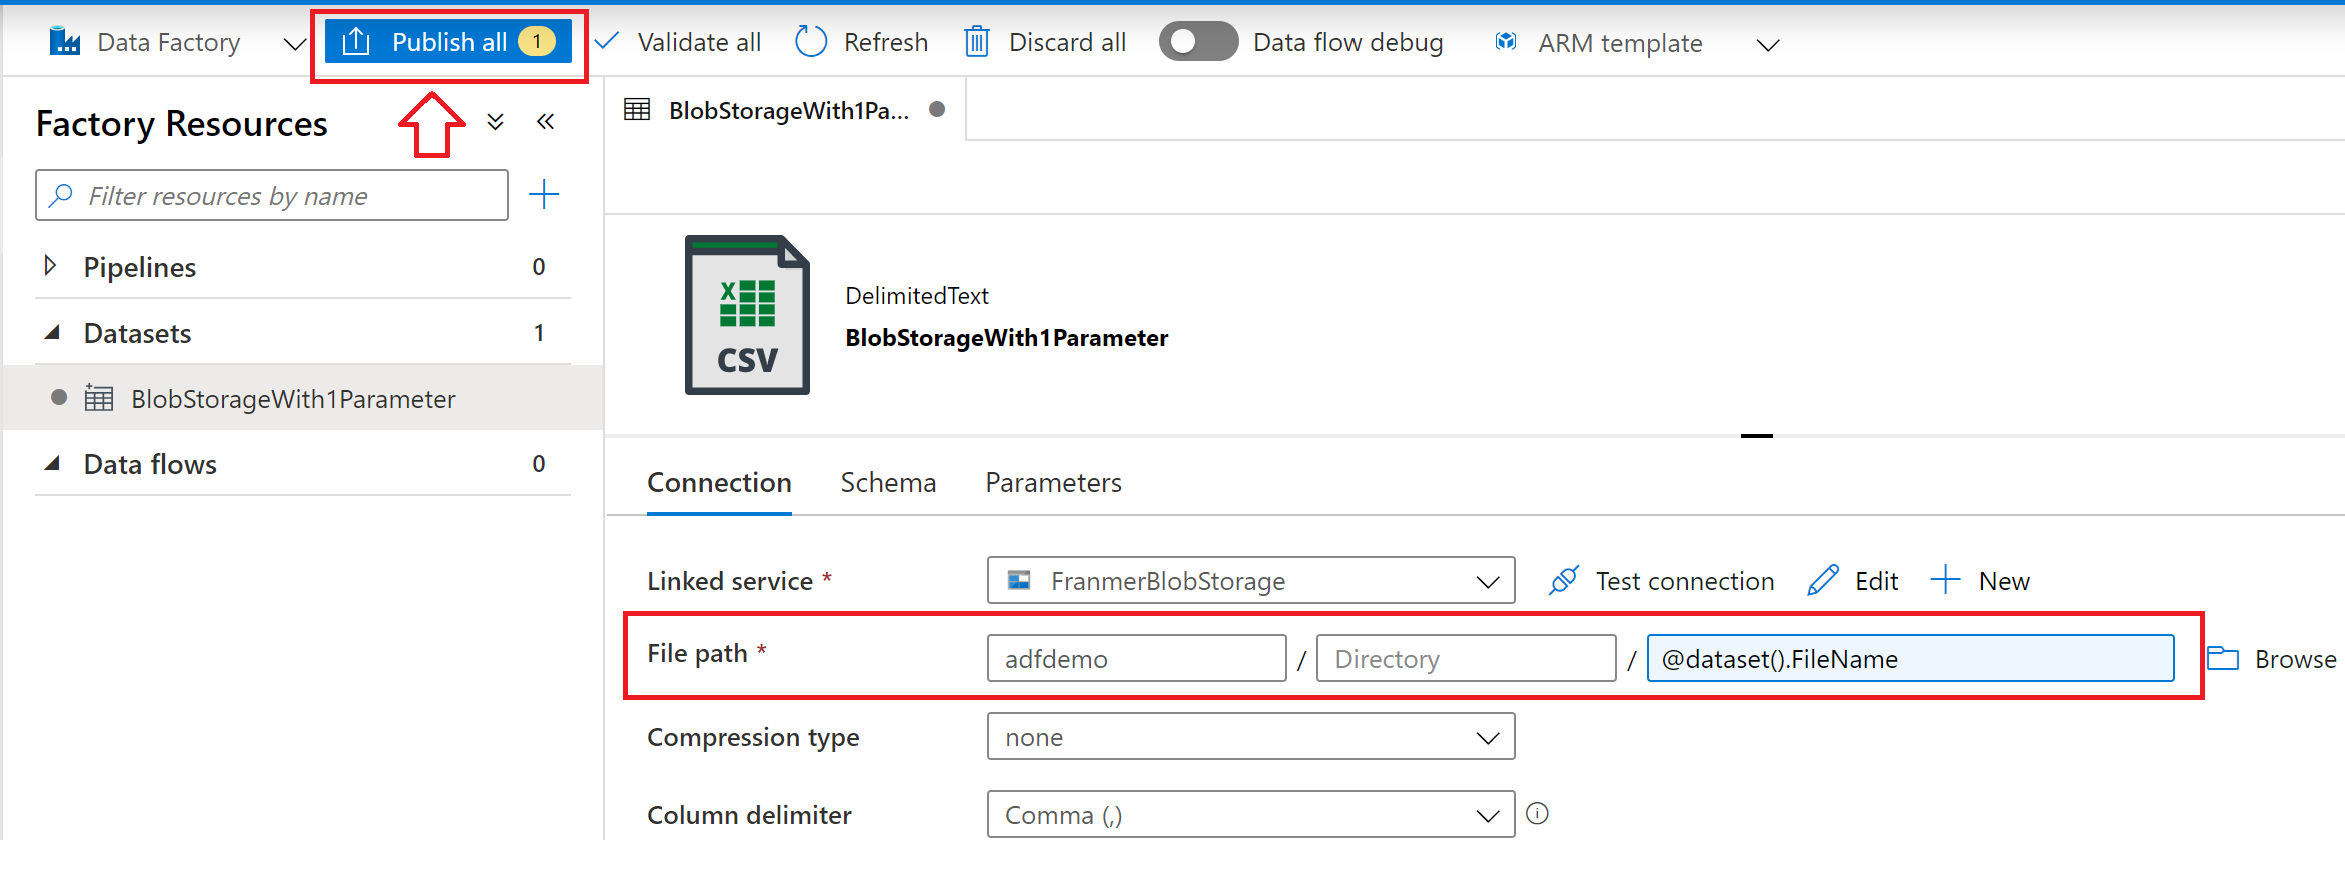 Data Factory Publish all 1 Validate all Refresh Discard all Data flow debug ARM template
Factory Resources
Filter resources by name
Pipelines 0
Datasets 1
BlobStorageWith1Parameter
Data flows 0
BlobStorageWith1Pa...
X
CSV
DelimitedText
BlobStorageWith1Parameter
Connection Schema Parameters
Linked service * FranmerBlobStorage Test connection Edit New
File path * adfdemo / Directory / @dataset().FileName Browse
Compression type none
Column delimiter Comma (,)